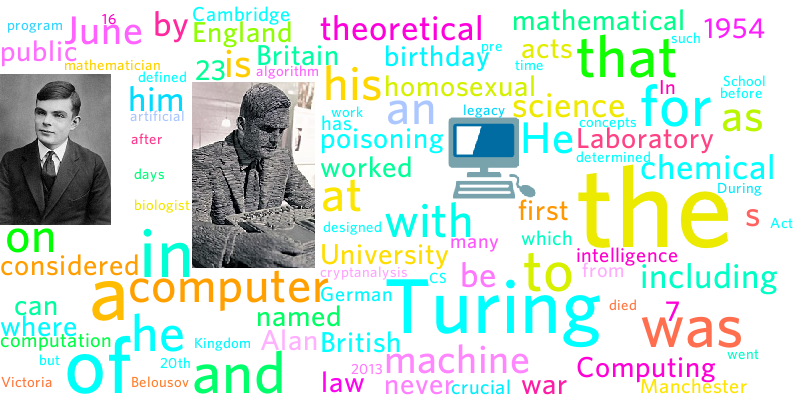 program
June
16
by
Cambridge
England
theoretical
mathematical
1954
public
mathematician
23
is
Britain
algorithm
birthday
pre
acts
time
that
such
defined
him
artificial
his
homosexual
science
In
School
before
for
as
work
has
an
legacy
He
concepts
after
poisoning
Laboratory
days
worked
determined
chemical
biologist
at
During
the
first
s
Act
designed
with
which
on
considered
in
University
many
intelligence
cryptanalysis
CS
be
to
from
including
a
computer
German
Turing
died
7
can
where
named
was
computation
he
Kingdom
Alan
British
but
20th
of
machine
went
Victoria
Belousov
and
law
2013
never
crucial
war
Computing
Manchester